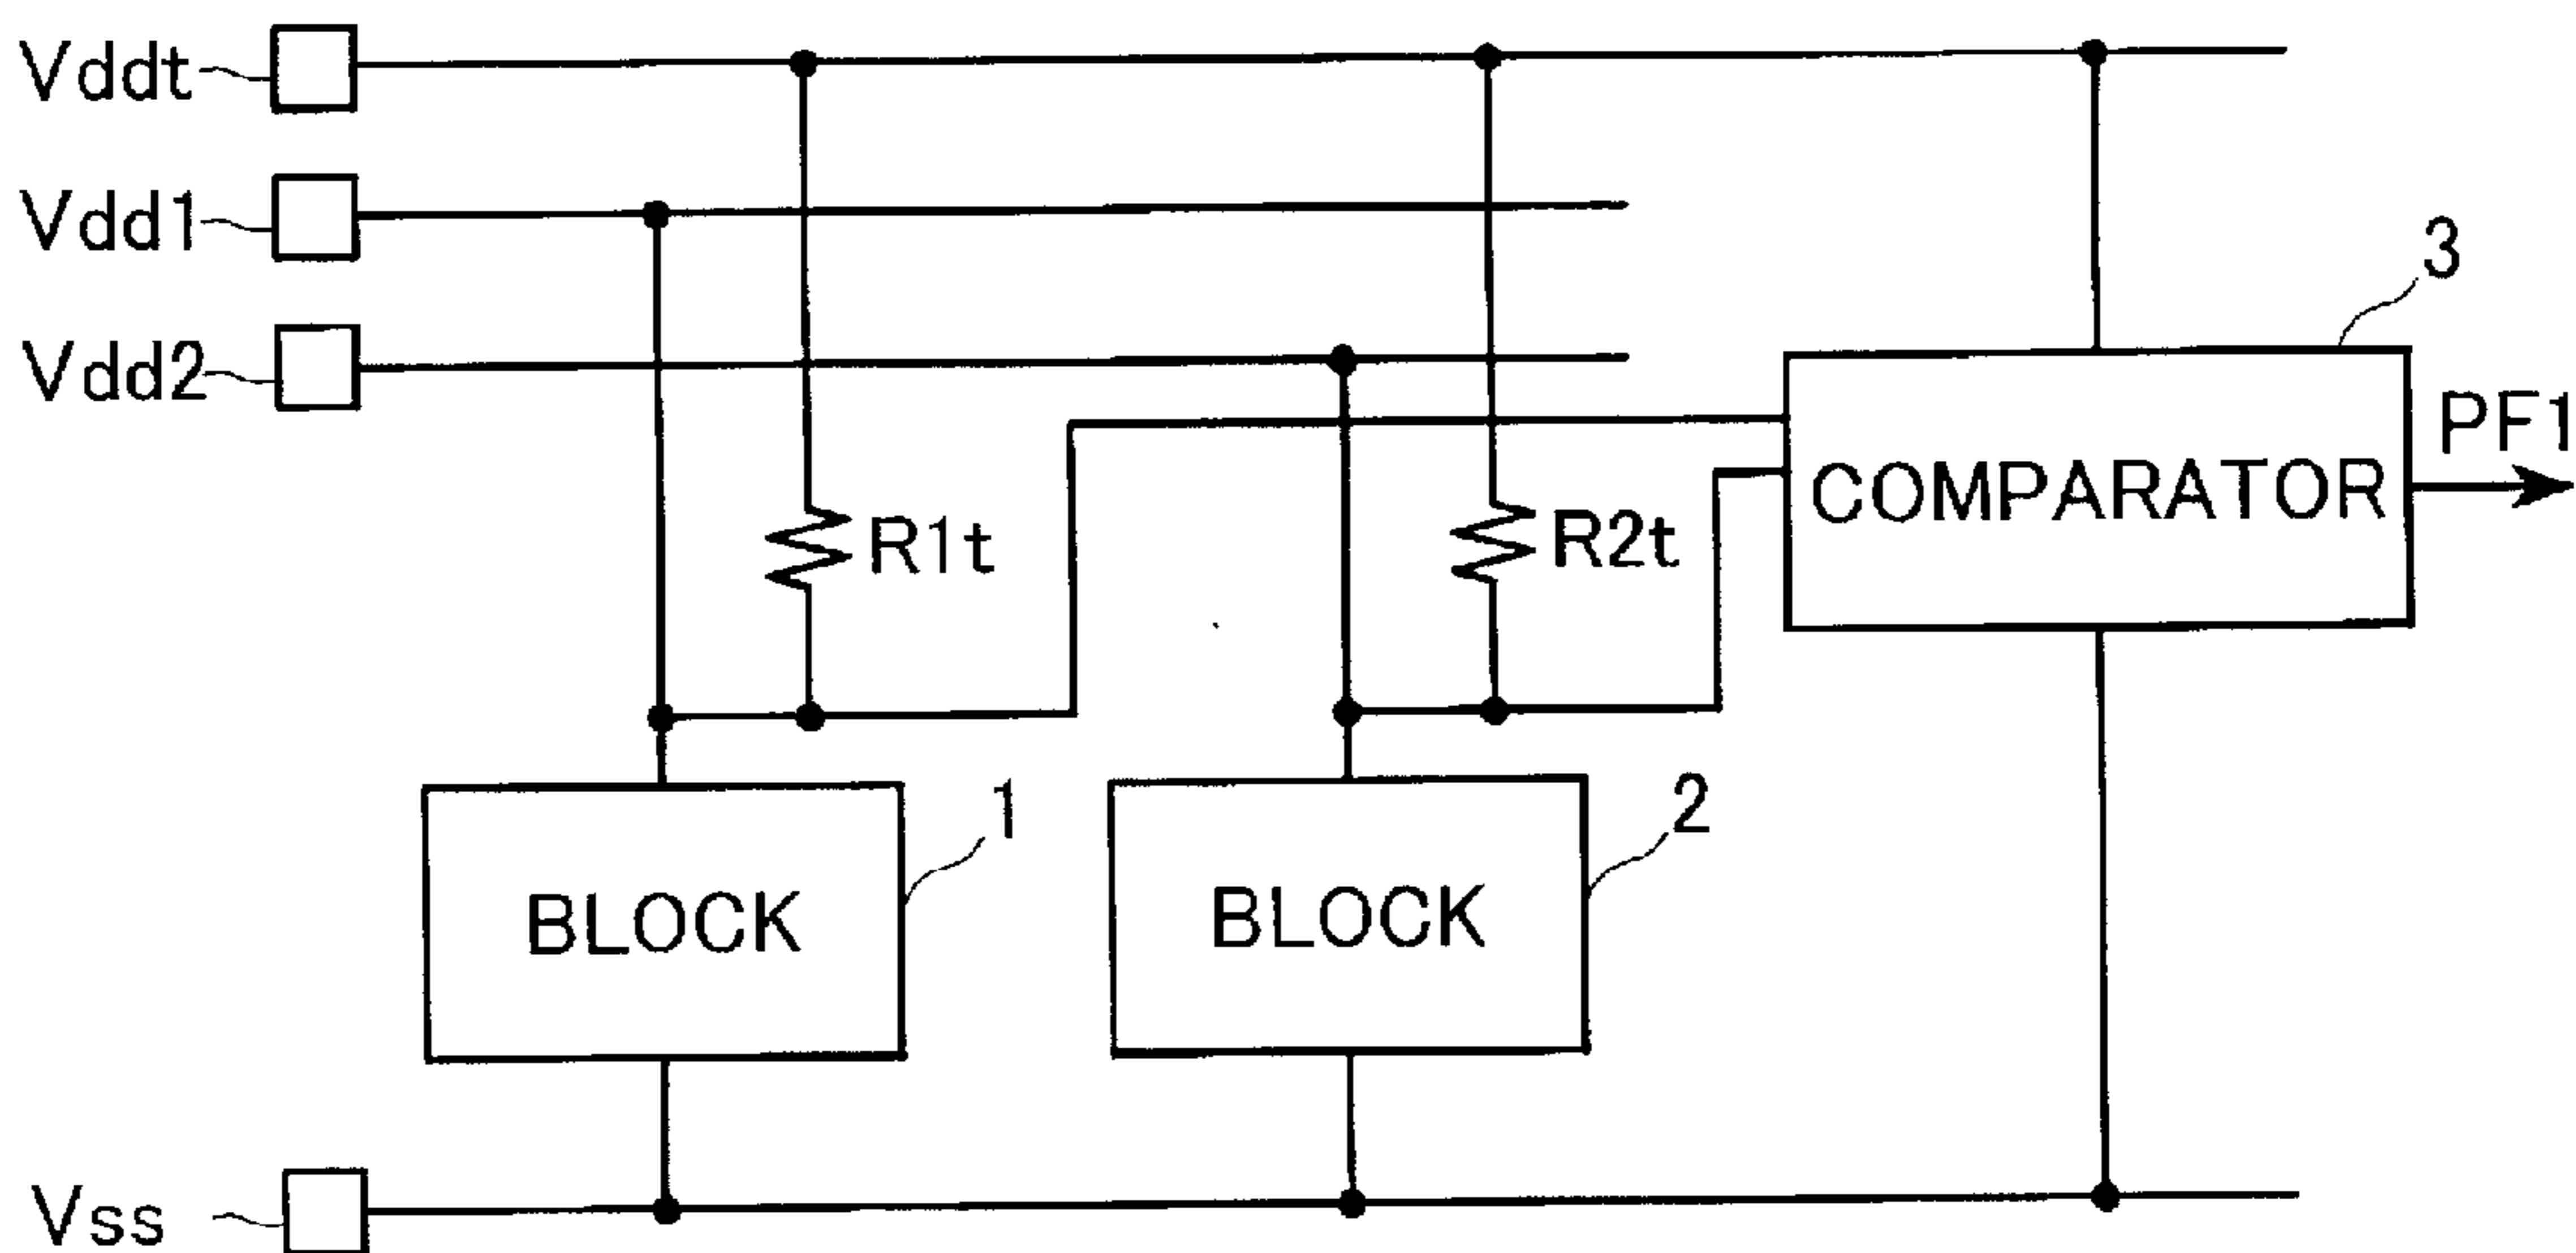 Vddt
Vdd1
3
Vdd2
PF1
COMPARATOR
R1t
R2t
1
2
BLOCK
BLOCK
Vss